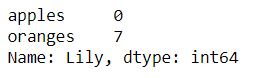 apples     0
oranges    7
Name: Lily, dtype: int64